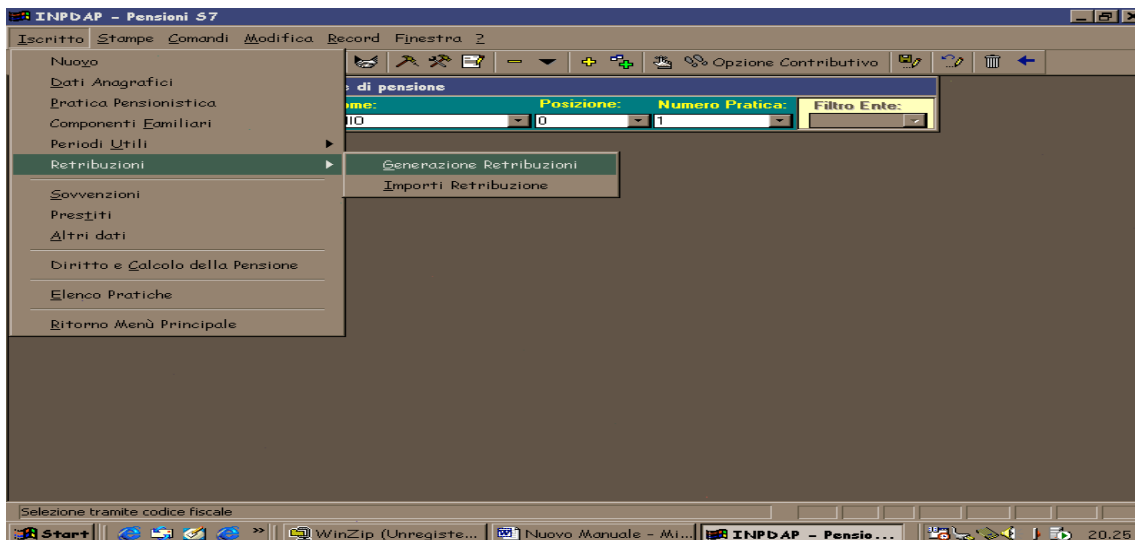 INPDAP - Pensioni S7
Iscritto Stampe Comandi Modifica Record Finestra ?
Nuovo
Opzione Contributivo
Dati Anagrafici
di pensione
Pratica Pensionistica
ome: Posizione: Numero Pratica: Filtro Ente:
Componenti Familiari
IO 0 1
Periodi Utili
Retribuzioni
Generazione Retribuzioni
Importi Retribuzione
Sovvenzioni
Prestiti
Altri dati
Diritto e Calcolo della Pensione
Elenco Pratiche
Ritorno Menù Principale
Selezione tramite codice fiscale
Start » WinZip (Unregiste... Nuovo Manuale - Mi... INPDAP - Pensio... 20.25